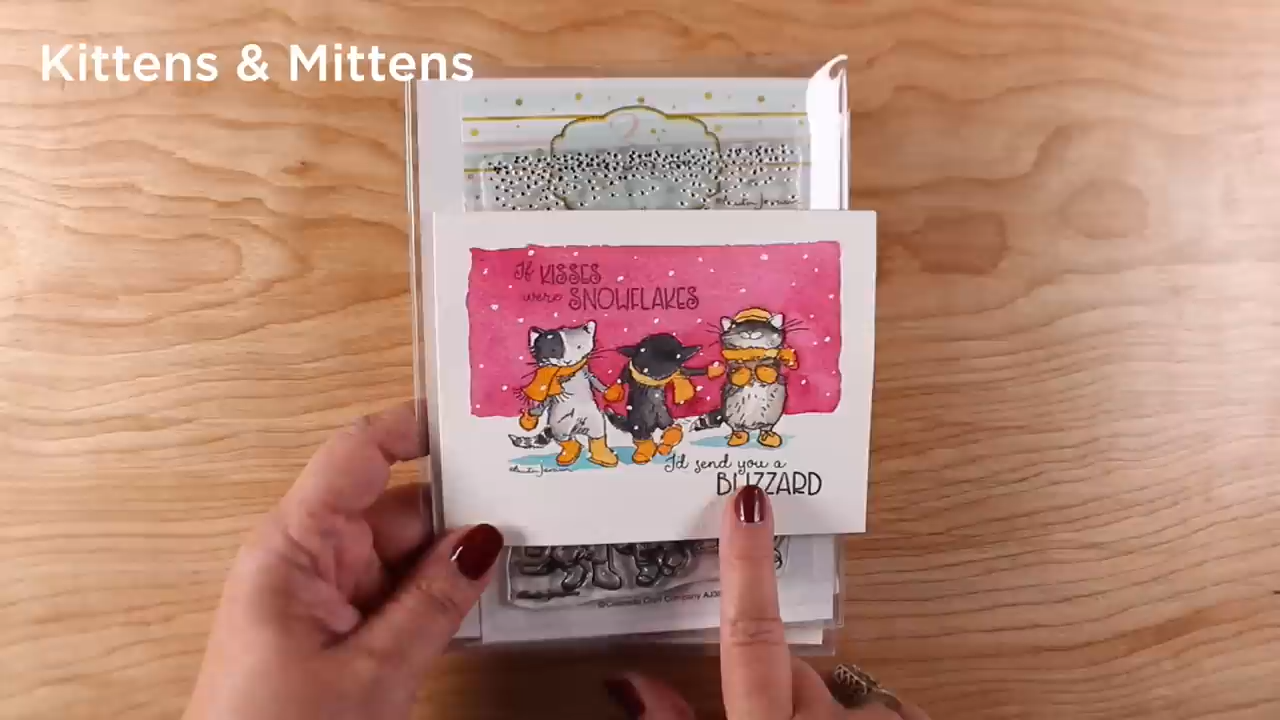 Kittens & Mittens
If KISSES
were SNOWFLAKES
I'd send you a
BLIZZARD